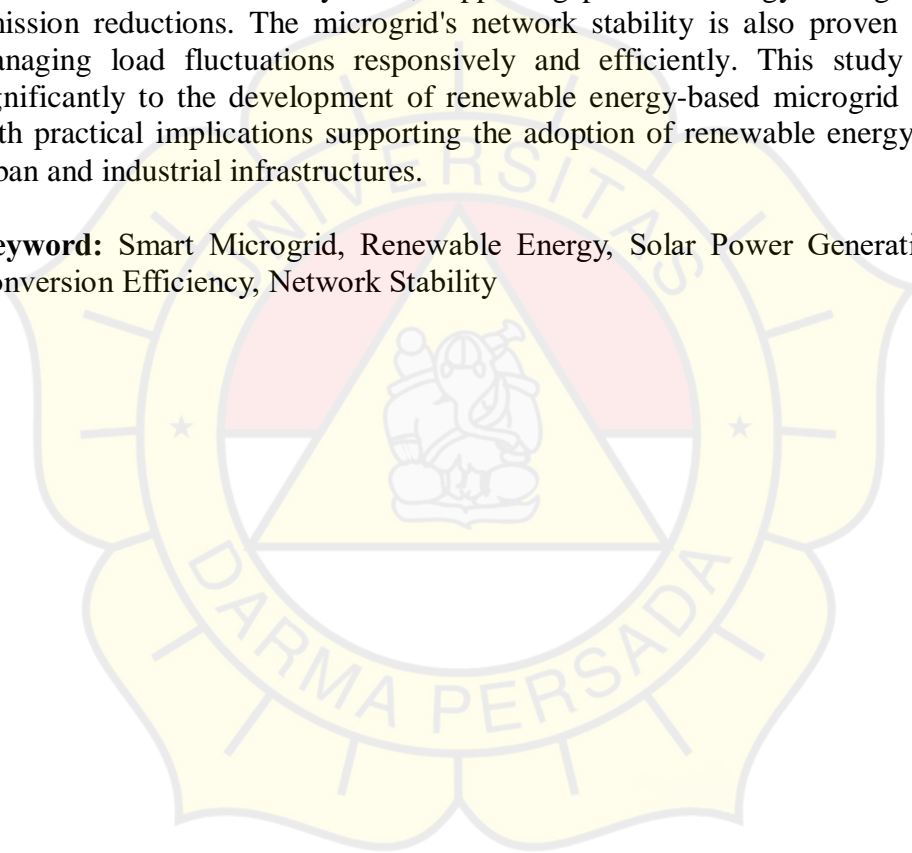 mission reductions. The microgrid's network stability is also proven
anaging load fluctuations responsively and efficiently. This study
gnificantly to the development of renewable energy-based microgrid
th practical implications supporting the adoption of renewable energy
ban and industrial infrastructures.
eyword: Smart Microgrid, Renewable Energy, Solar Power Generati
onversion Efficiency, Network Stability
UNIVERSITAS
DARMA PERSADA